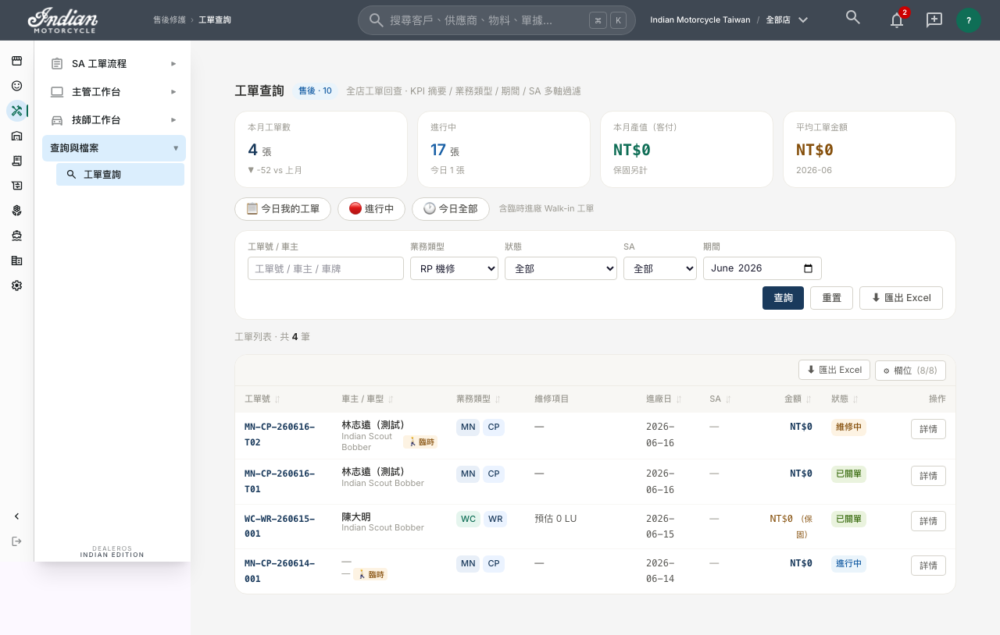 Indian
MOTORCYCLE
售後修護 › 工單查詢
搜尋客戶、供應商、物料、單據... ⌘ K
Indian Motorcycle Taiwan / 全部店
2
?
SA 工單流程
主管工作台
技師工作台
查詢與檔案
工單查詢
DEALEROS
INDIAN EDITION
工單查詢 售後 · 10 全店工單回查 · KPI 摘要 / 業務類型 / 期間 / SA 多軸過濾
本月工單數
4 張
▼ -52 vs 上月
進行中
17 張
今日 1 張
本月產值（客付）
NT$0
保固另計
平均工單金額
NT$0
2026-06
今日我的工單 進行中 今日全部 含臨時進廠 Walk-in 工單
工單號 / 車主 業務類型 狀態 SA 期間
工單號 / 車主 / 車牌 RP 機修 全部 全部 June 2026
查詢 重置 ⬇ 匯出 Excel
工單列表 · 共 4 筆
⬇ 匯出 Excel ⚙ 欄位 (8/8)
工單號 車主 / 車型 業務類型 維修項目 進廠日 SA 金額 狀態 操作
MN-CP-260616-T02 林志遠（測試） Indian Scout Bobber 臨時 MN CP — 2026-06-16 — NT$0 維修中 詳情
MN-CP-260616-T01 林志遠（測試） Indian Scout Bobber MN CP — 2026-06-16 — NT$0 已關單 詳情
WC-WR-260615-001 陳大明 Indian Scout Bobber WC WR 預估 0 LU 2026-06-15 — NT$0 （保固） 已關單 詳情
MN-CP-260614-001 — — 臨時 MN CP — 2026-06-14 — NT$0 進行中 詳情